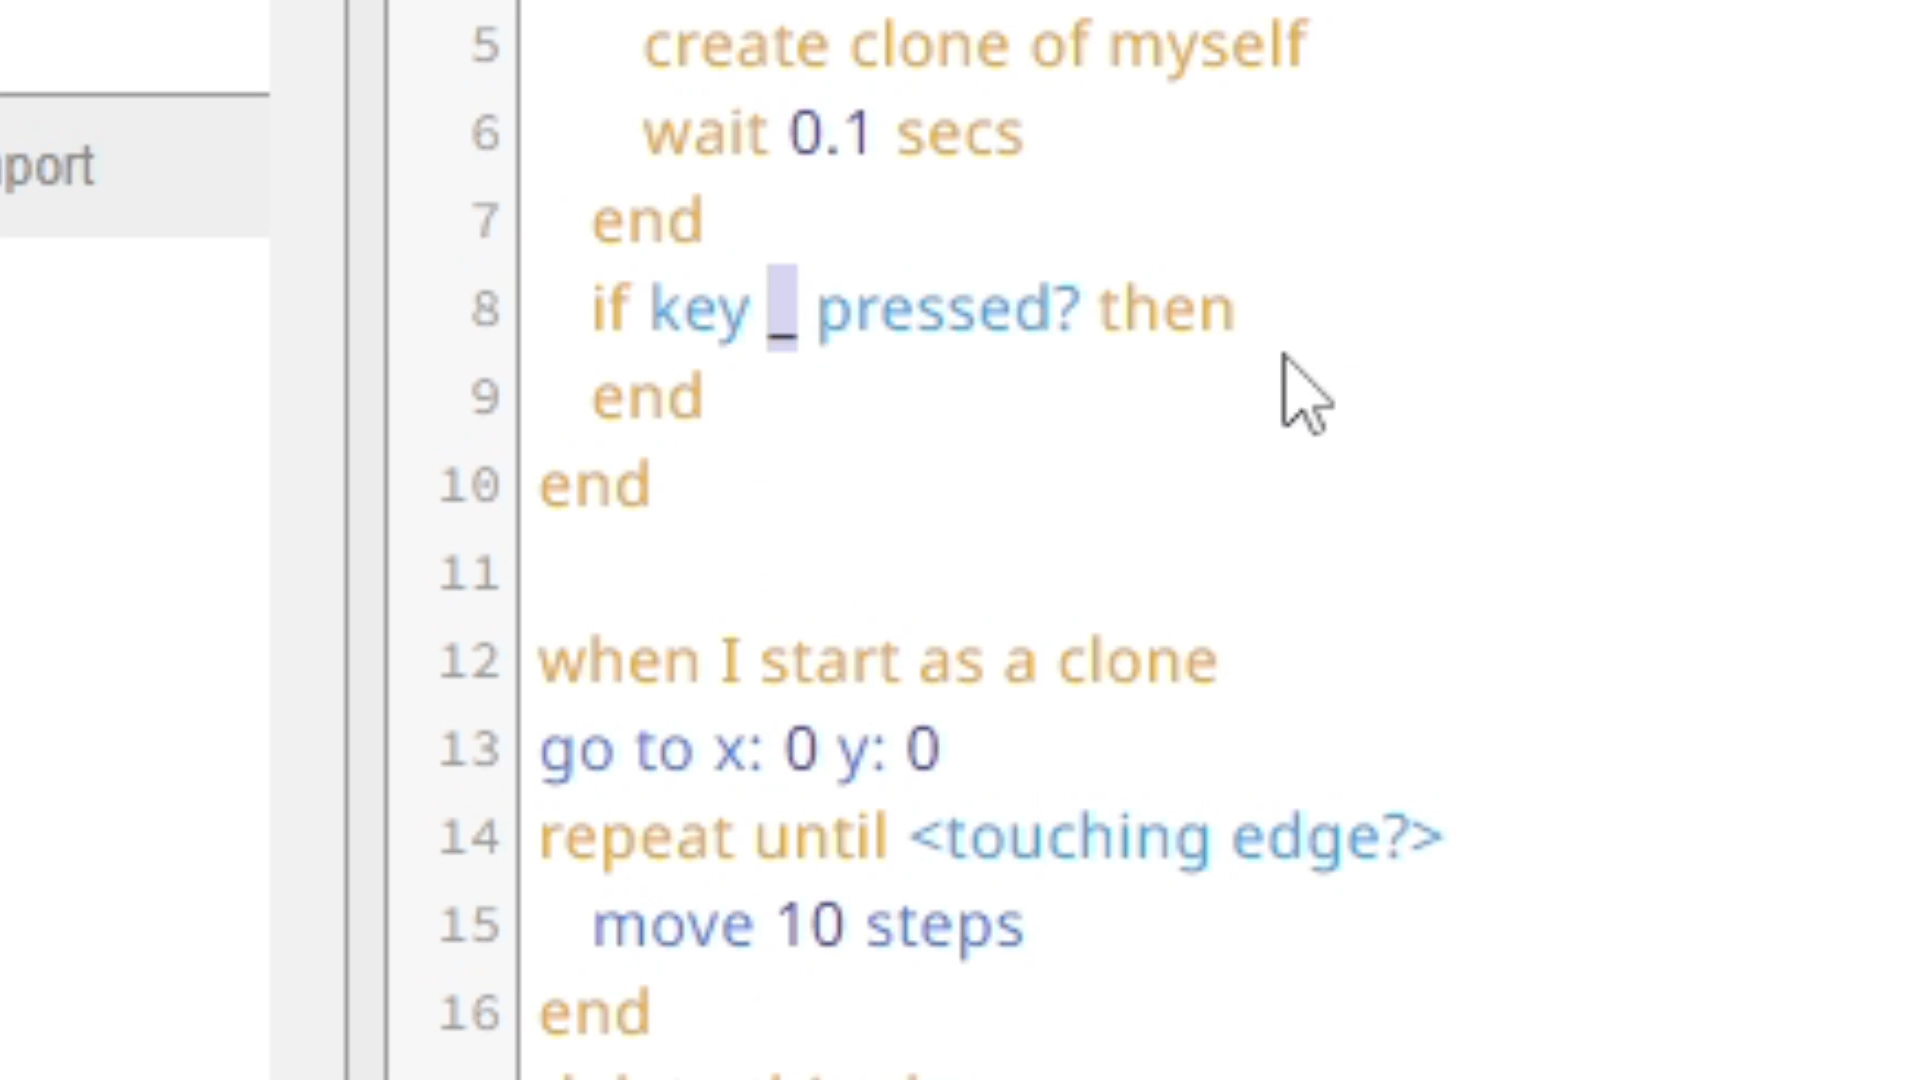 5 create clone of myself
6 wait 0.1 secs
port
7 end
8 if key _ pressed? then
9 end
10 end
11
12 when I start as a clone
13 go to x: 0 y: 0
14 repeat until <touching edge?>
15 move 10 steps
16 end